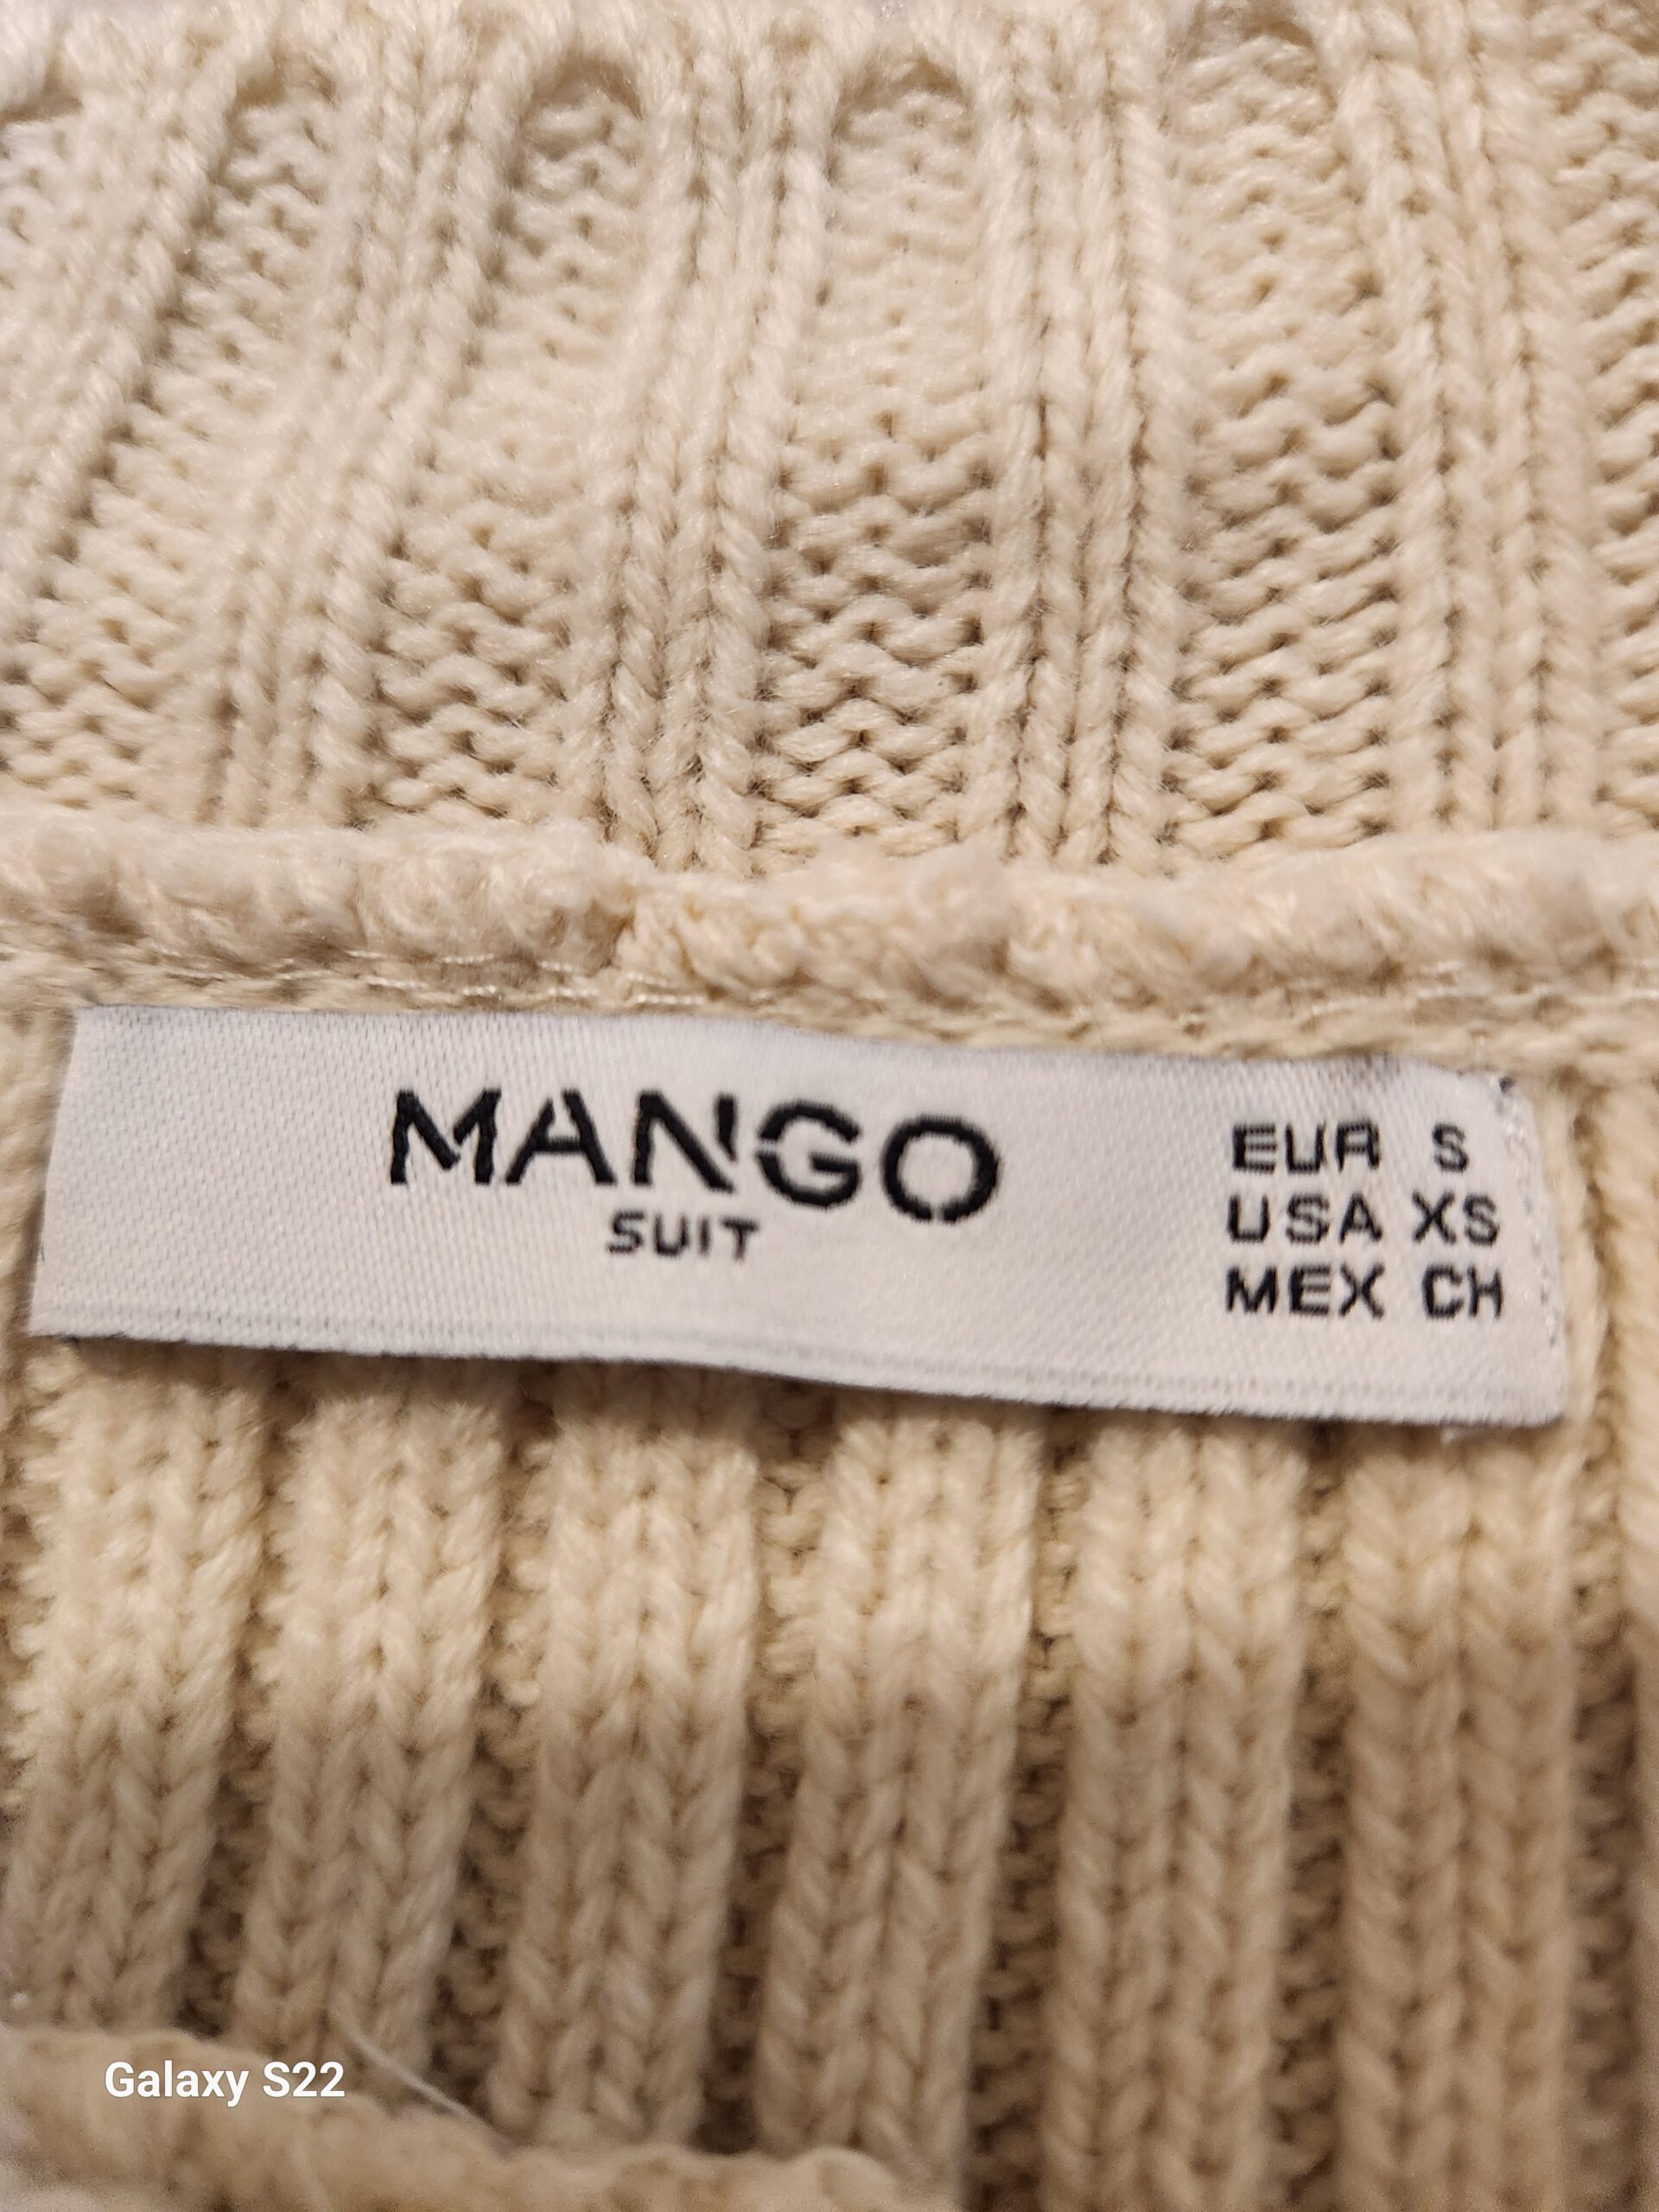 MANGO
SUIT
EUR S
USA XS
MEX CH
Galaxy S22